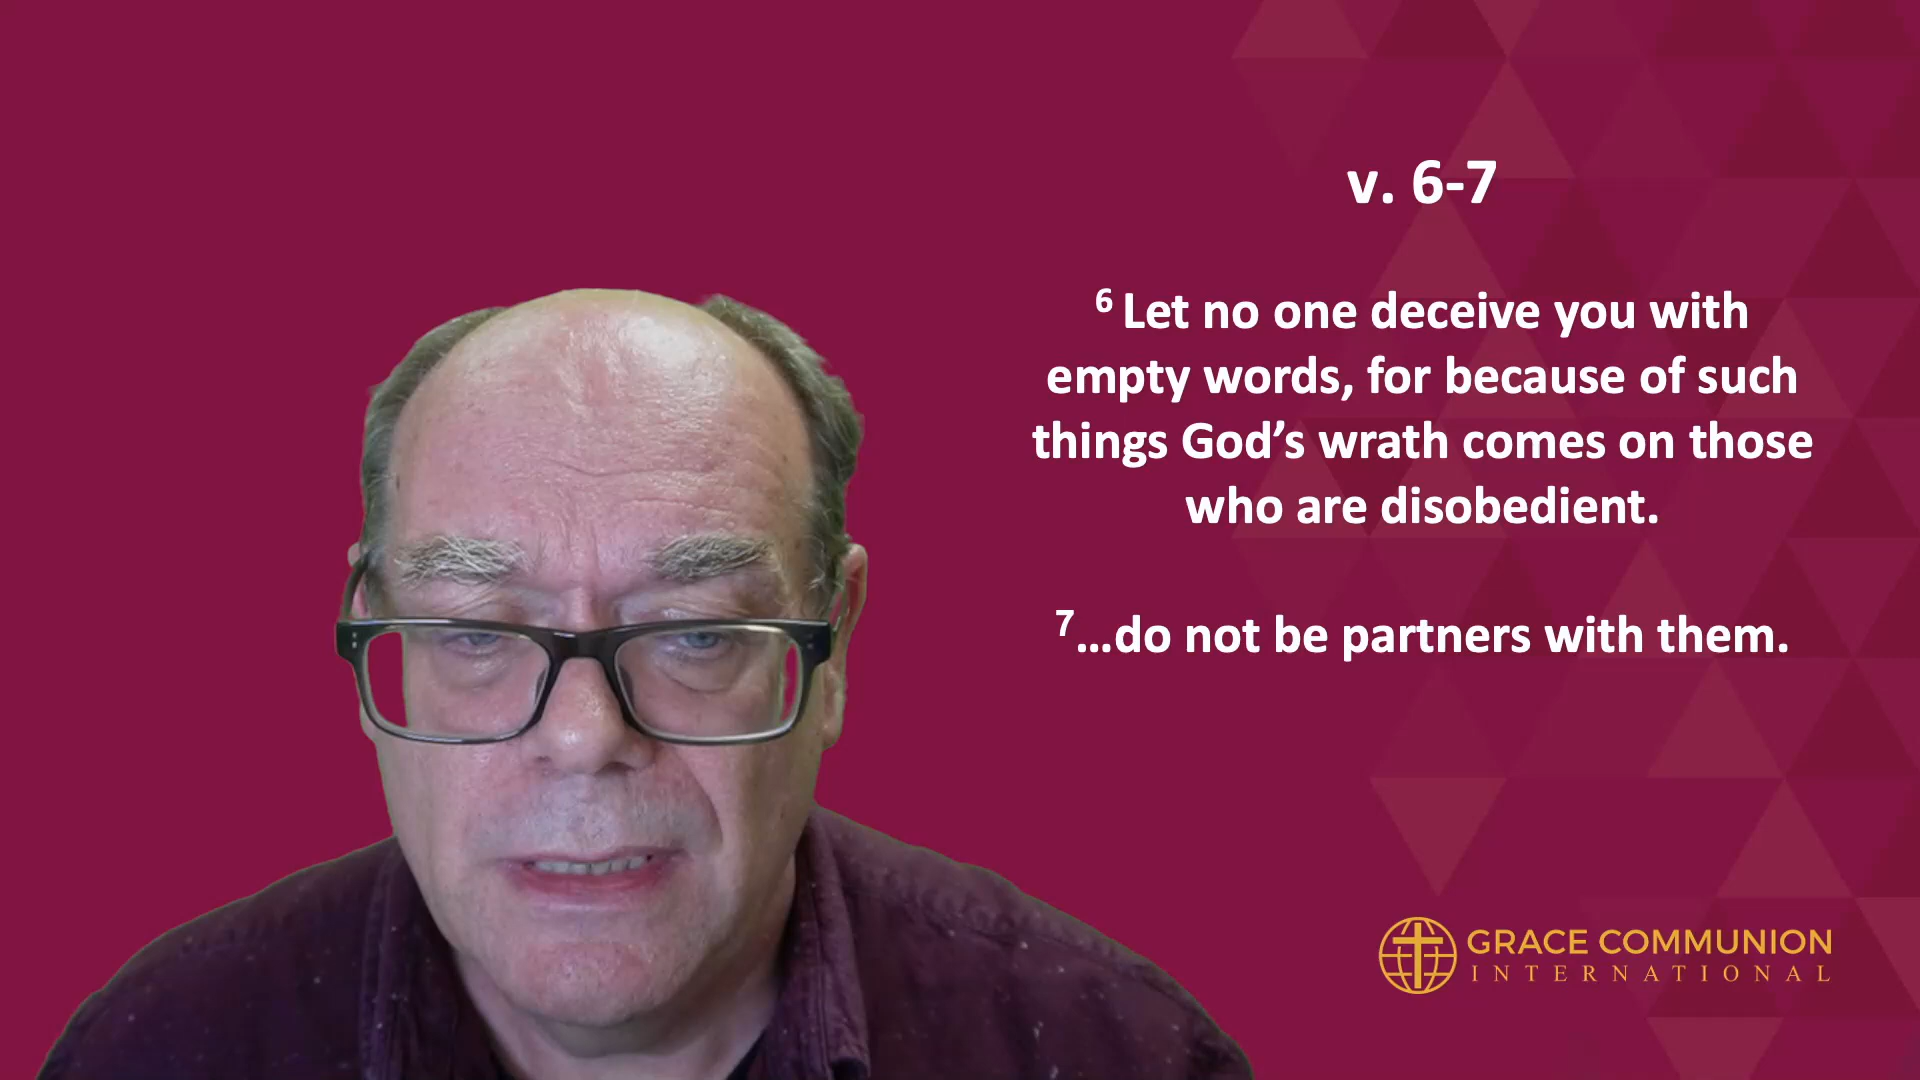 v. 6-7
⁶ Let no one deceive you with
empty words, for because of such
things God’s wrath comes on those
who are disobedient.
⁷…do not be partners with them.
GRACE COMMUNION
INTERNATIONAL